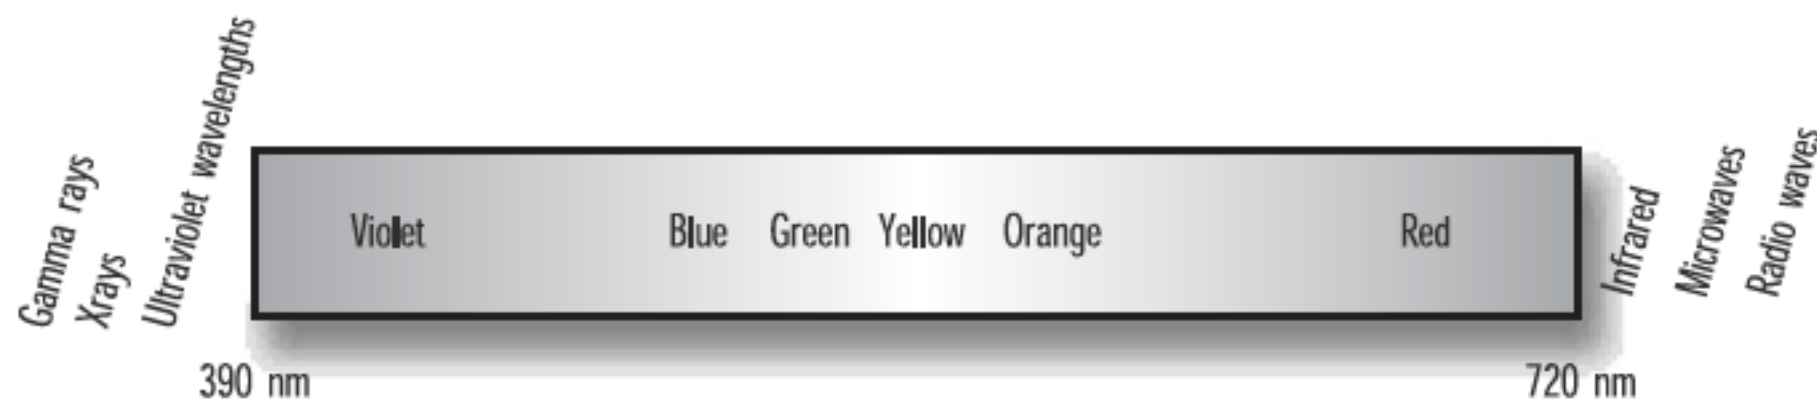 Gamma rays
Xrays
Ultraviolet wavelengths
Violet Blue Green Yellow Orange Red
Infrared
Microwaves
Radio waves
390 nm 720 nm